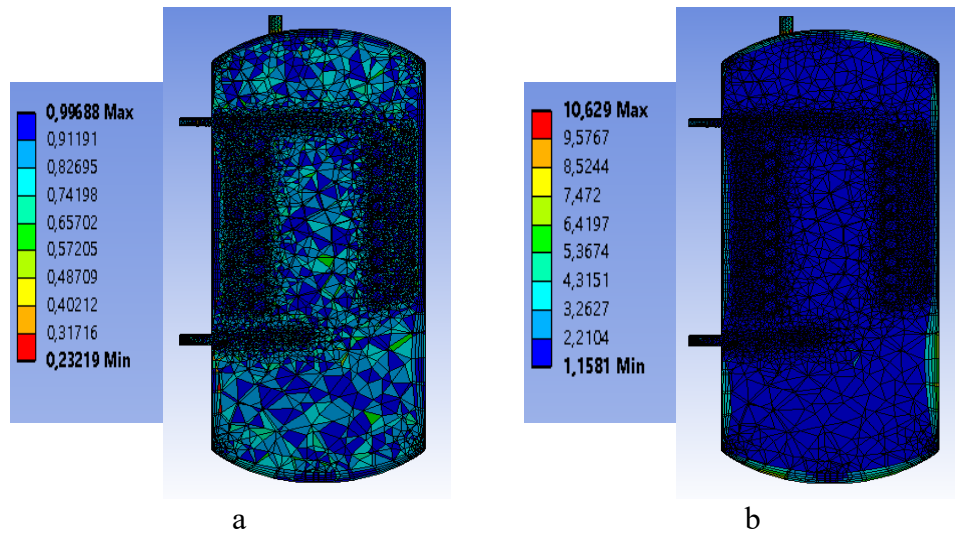 0,99688 Max
0,91191
0,82695
0,74198
0,65702
0,57205
0,48709
0,40212
0,31716
0,23219 Min
10,629 Max
9,5767
8,5244
7,472
6,4197
5,3674
4,3151
3,2627
2,2104
1,1581 Min
a
b